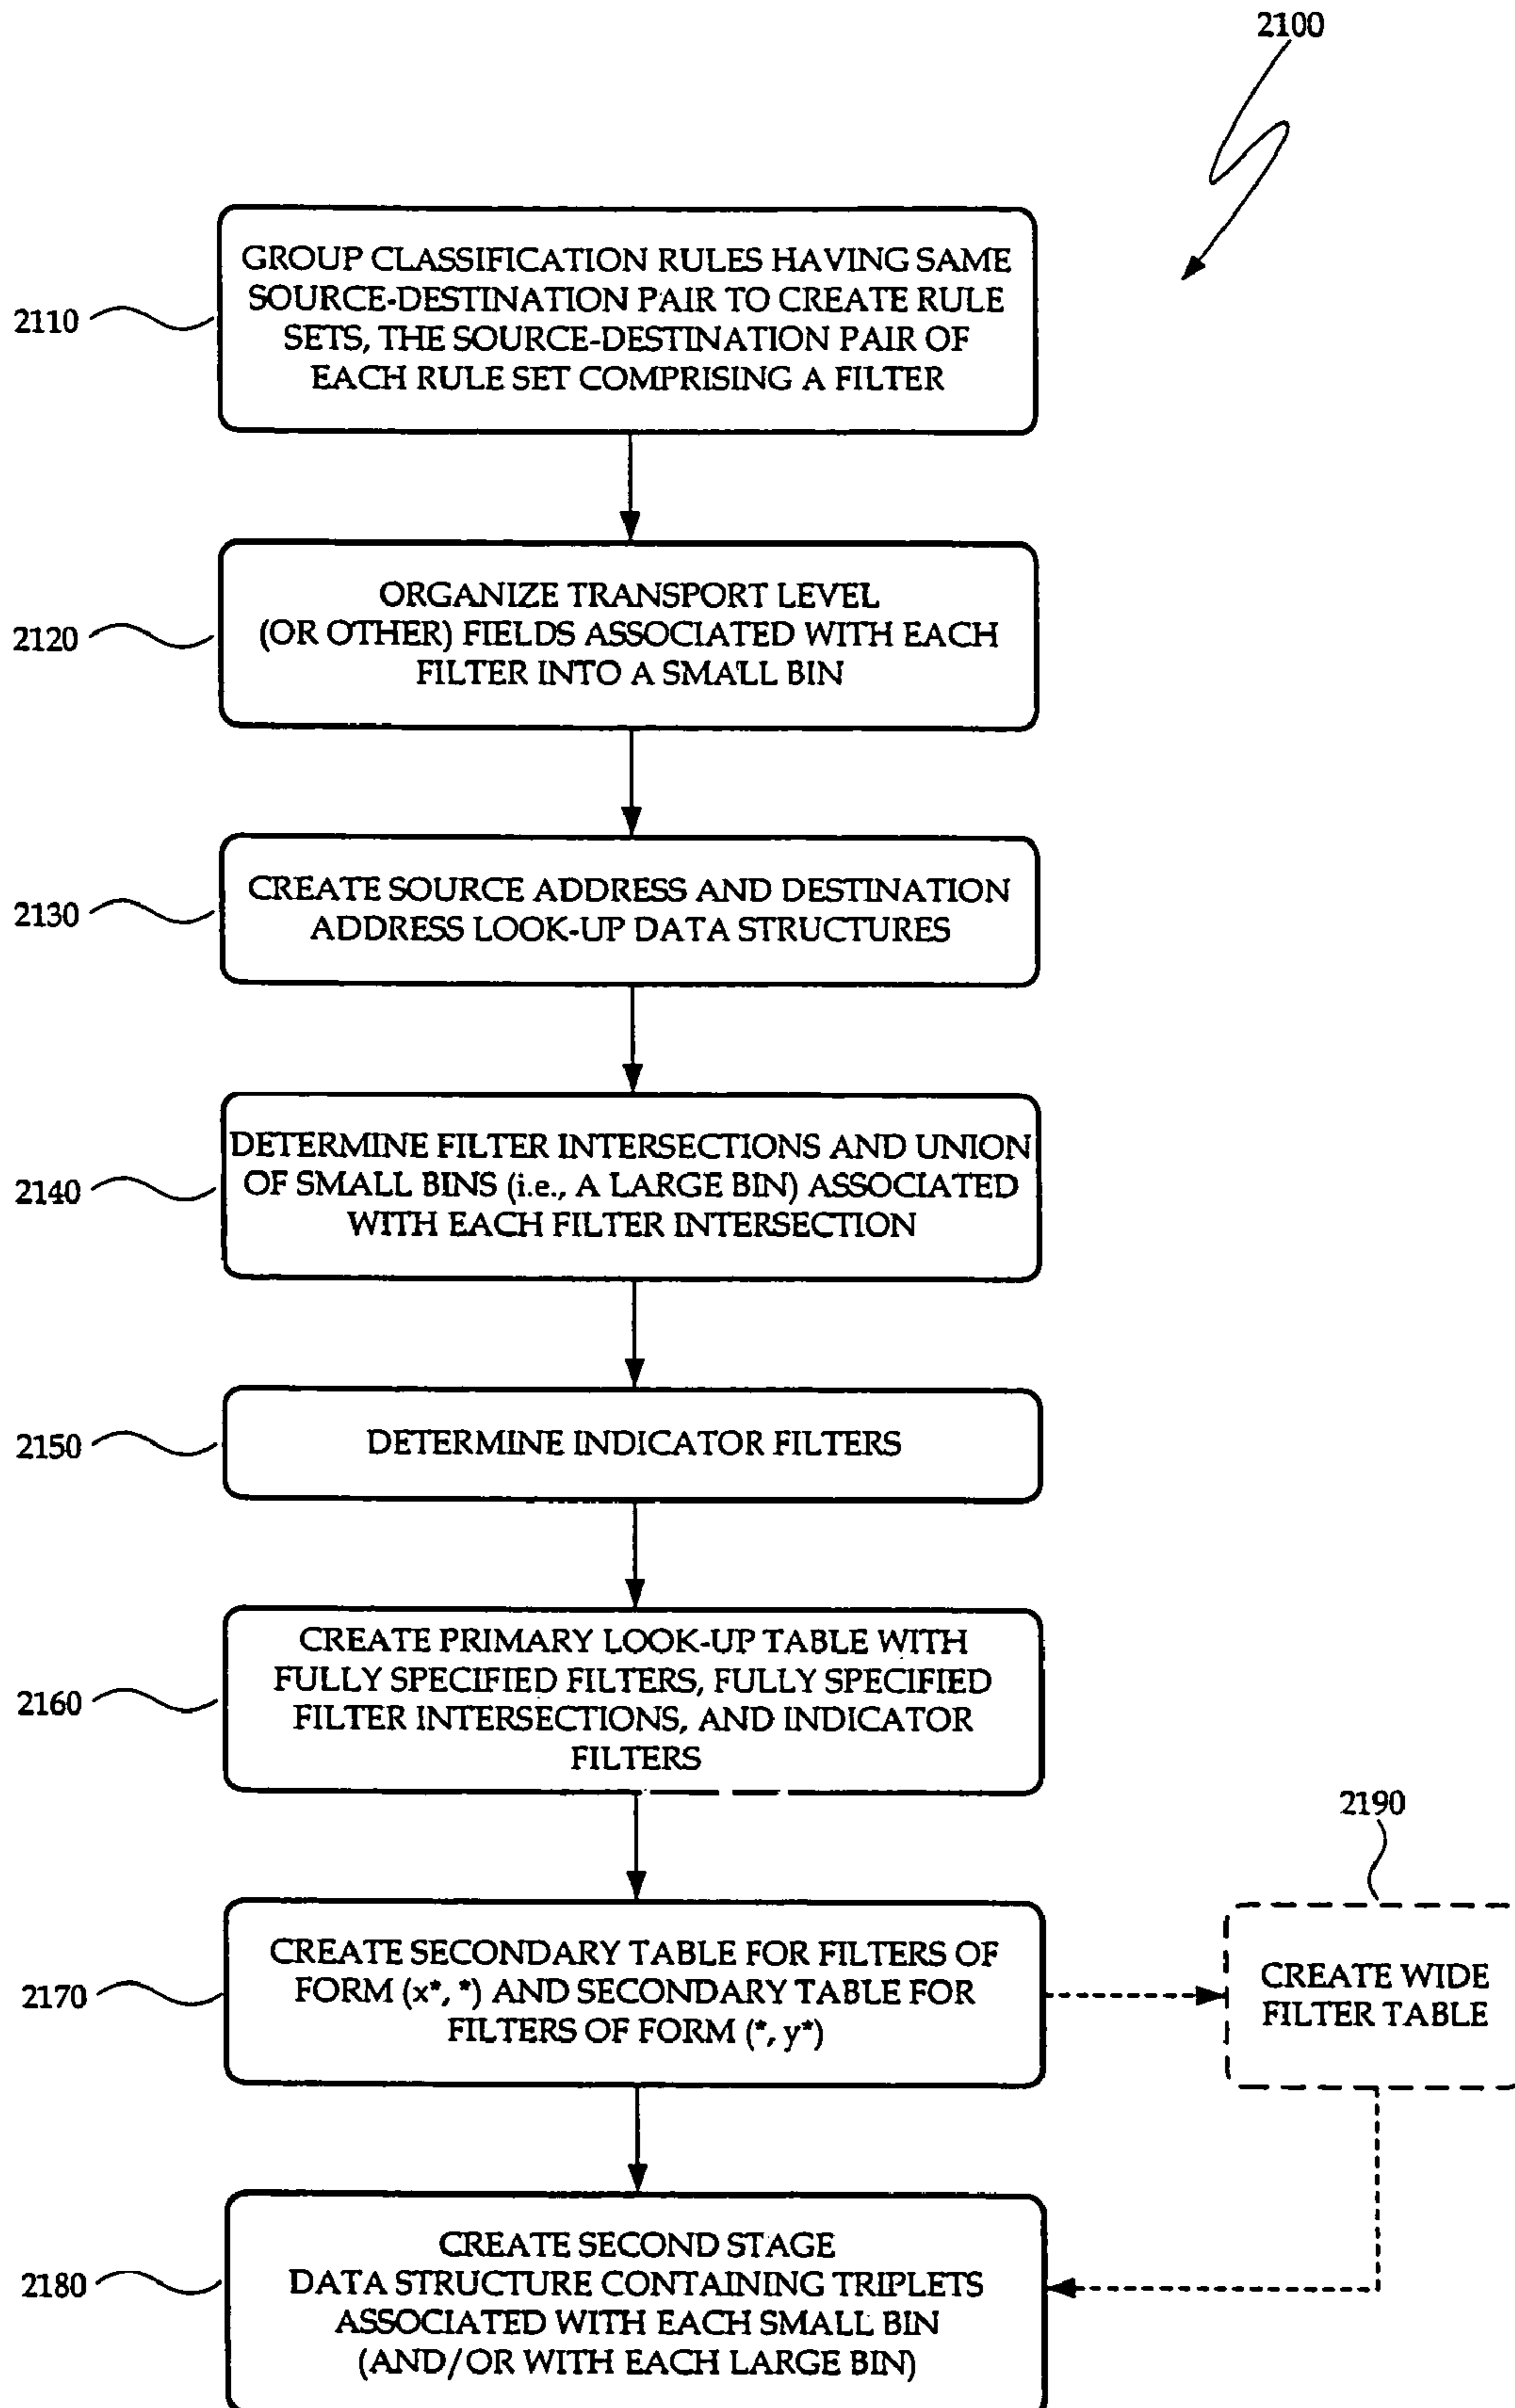 2100
2110
GROUP CLASSIFICATION RULES HAVING SAME
SOURCE-DESTINATION PAIR TO CREATE RULE
SETS, THE SOURCE-DESTINATION PAIR OF
EACH RULE SET COMPRISING A FILTER
2120
ORGANIZE TRANSPORT LEVEL
(OR OTHER) FIELDS ASSOCIATED WITH EACH
FILTER INTO A SMALL BIN
2130
CREATE SOURCE ADDRESS AND DESTINATION
ADDRESS LOOK-UP DATA STRUCTURES
2140
DETERMINE FILTER INTERSECTIONS AND UNION
OF SMALL BINS (i.e., A LARGE BIN) ASSOCIATED
WITH EACH FILTER INTERSECTION
2150
DETERMINE INDICATOR FILTERS
2160
CREATE PRIMARY LOOK-UP TABLE WITH
FULLY SPECIFIED FILTERS, FULLY SPECIFIED
FILTER INTERSECTIONS, AND INDICATOR
FILTERS
2170
CREATE SECONDARY TABLE FOR FILTERS OF
FORM (x*, *) AND SECONDARY TABLE FOR
FILTERS OF FORM (*, y*)
2190
CREATE WIDE
FILTER TABLE
2180
CREATE SECOND STAGE
DATA STRUCTURE CONTAINING TRIPLETS
ASSOCIATED WITH EACH SMALL BIN
(AND/OR WITH EACH LARGE BIN)